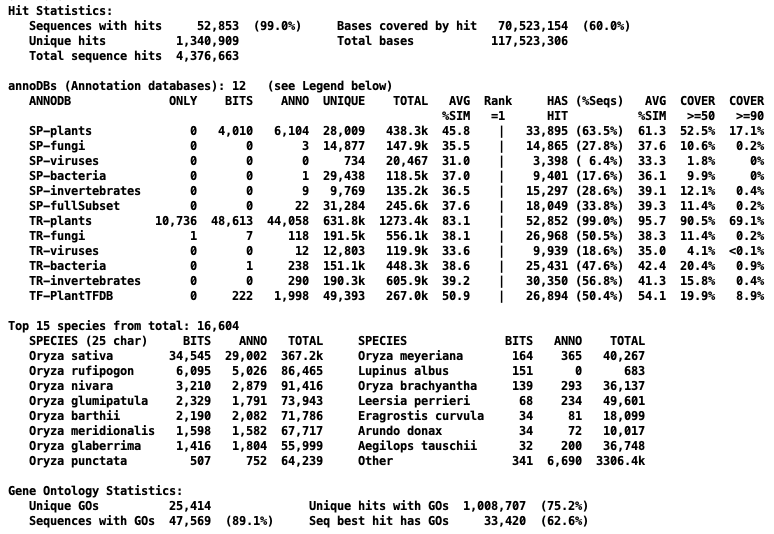 Hit Statistics:
   Sequences with hits     52,853  (99.0%)     Bases covered by hit   70,523,154  (60.0%)
   Unique hits          1,340,909              Total bases           117,523,306
   Total sequence hits  4,376,663

annoDBs (Annotation databases): 12   (see Legend below)
   ANNODB              ONLY    BITS    ANNO  UNIQUE    TOTAL  AVG  Rank     HAS (%Seqs)  AVG  COVER  COVER
                                                              %SIM   =1      HIT          %SIM   >=50   >=90
   SP-plants              0   4,010   6,104  28,009   438.3k  45.8    |   33,895 (63.5%)  61.3  52.5%  17.1%
   SP-fungi               0       0       3  14,877   147.9k  35.5    |   14,865 (27.8%)  37.6  10.6%   0.2%
   SP-viruses             0       0       0     734   20,467  31.0    |    3,398 ( 6.4%)  33.3   1.8%     0%
   SP-bacteria            0       0       1  29,438   118.5k  37.0    |    9,401 (17.6%)  36.1   9.9%     0%
   SP-invertebrates       0       0       9   9,769   135.2k  36.5    |   15,297 (28.6%)  39.1  12.1%   0.4%
   SP-fullSubset          0       0      22  31,284   245.6k  37.6    |   18,049 (33.8%)  39.3  11.4%   0.2%
   TR-plants         10,736  48,613  44,058  631.8k  1273.4k  83.1    |   52,852 (99.0%)  95.7  90.5%  69.1%
   TR-fungi               1       7     118  191.5k   556.1k  38.1    |   26,968 (50.5%)  38.3  11.4%   0.2%
   TR-viruses             0       0      12  12,803   119.9k  33.6    |    9,939 (18.6%)  35.0   4.1%  <0.1%
   TR-bacteria            0       1     238  151.1k   448.3k  38.6    |   25,431 (47.6%)  42.4  20.4%   0.9%
   TR-invertebrates       0       0     290  190.3k   605.9k  39.2    |   30,350 (56.8%)  41.3  15.8%   0.4%
   TF-PlantTFDB           0     222   1,998  49,393   267.0k  50.9    |   26,894 (50.4%)  54.1  19.9%   8.9%

Top 15 species from total: 16,604
   SPECIES (25 char)     BITS    ANNO   TOTAL     SPECIES              BITS   ANNO    TOTAL
   Oryza sativa        34,545  29,002  367.2k     Oryza meyeriana       164    365   40,267
   Oryza rufipogon      6,095   5,026  86,465     Lupinus albus         151      0      683
   Oryza nivara         3,210   2,879  91,416     Oryza brachyantha     139    293   36,137
   Oryza glumipatula    2,329   1,791  73,943     Leersia perrieri       68    234   49,601
   Oryza barthii        2,190   2,082  71,786     Eragrostis curvula     34     81   18,099
   Oryza meridionalis   1,598   1,582  67,717     Arundo donax           34     72   10,017
   Oryza glaberrima     1,416   1,804  55,999     Aegilops tauschii      32    200   36,748
   Oryza punctata         507     752  64,239     Other                 341  6,690  3306.4k

Gene Ontology Statistics:
   Unique GOs          25,414              Unique hits with GOs  1,008,707  (75.2%)
   Sequences with GOs  47,569  (89.1%)     Seq best hit has GOs     33,420  (62.6%)